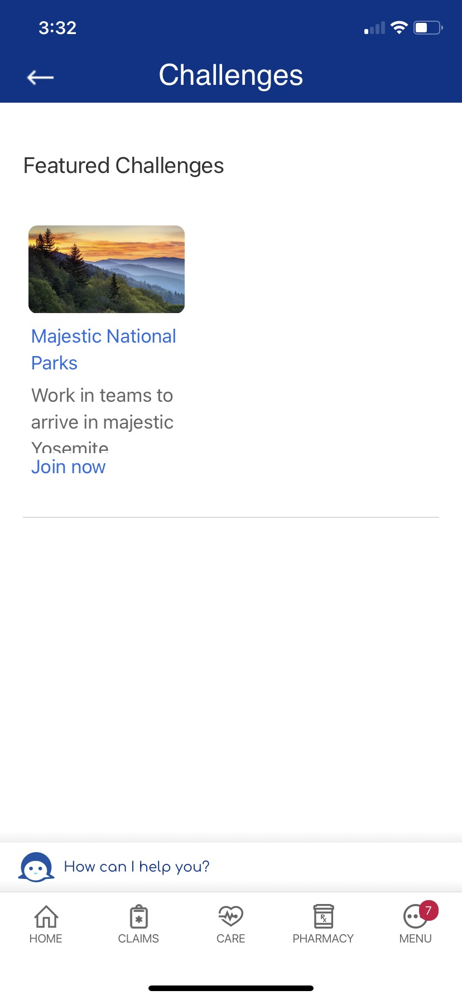 3:32
Challenges
Featured Challenges
Majestic National
Parks
Work in teams to
arrive in majestic
Yosemite
Join now
How can I help you?
Rx
7
HOME
CLAIMS
CARE
PHARMACY
MENU